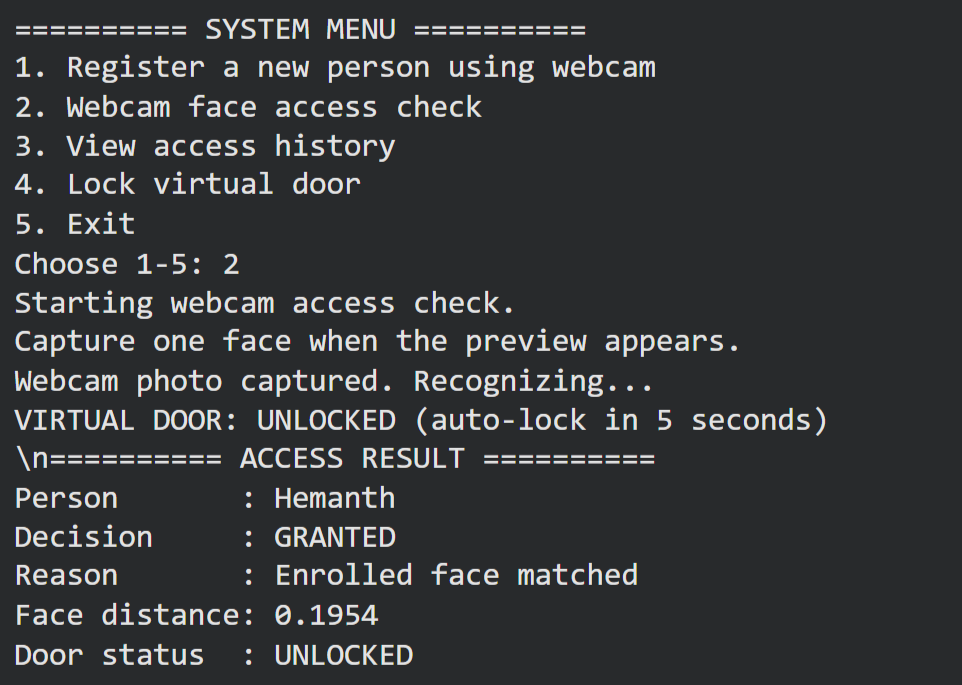 ========== SYSTEM MENU ==========
1. Register a new person using webcam
2. Webcam face access check
3. View access history
4. Lock virtual door
5. Exit
Choose 1-5: 2
Starting webcam access check.
Capture one face when the preview appears.
Webcam photo captured. Recognizing...
VIRTUAL DOOR: UNLOCKED (auto-lock in 5 seconds)
\n========== ACCESS RESULT ==========
Person       : Hemanth
Decision     : GRANTED
Reason       : Enrolled face matched
Face distance: 0.1954
Door status  : UNLOCKED